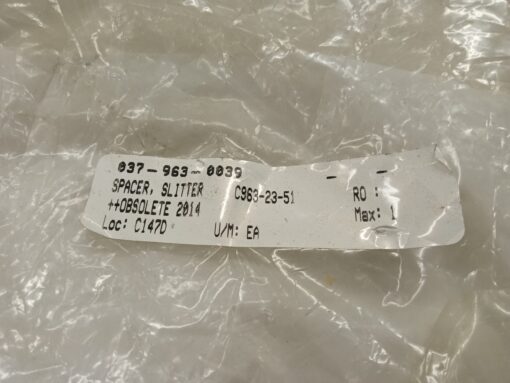 037-963-0039 - -
SPACER, SLITTER C963-23-51 RO :
++OBSOLETE 2014 Max: 1
Loc: C147D U/M: EA